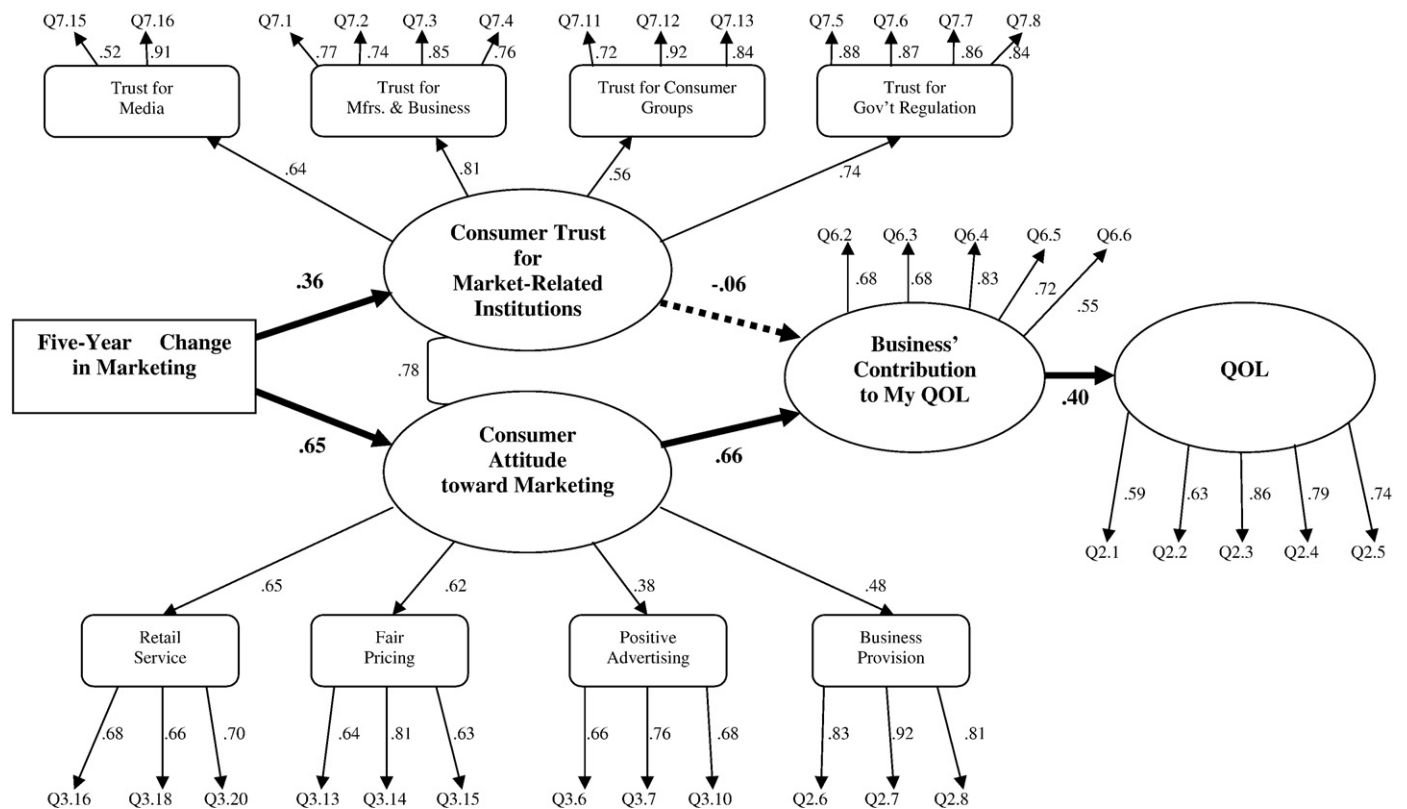 Q7.15 Q7.16 Q7.1 Q7.2 Q7.3 Q7.4 Q7.11 Q7.12 Q7.13 Q7.5 Q7.6 Q7.7 Q7.8
.52 .91 .77 .74 .85 .76 .72 .92 .84 .88 .87 .86 .84
Trust for
Media
Trust for
Mfrs. & Business
Trust for Consumer
Groups
Trust for
Gov't Regulation
.64 .81 .56 .74
Consumer Trust
for
Market-Related
Institutions
Q6.2 Q6.3 Q6.4 Q6.5 Q6.6
.68 .68 .83 .72 .55
.36
-.06
Five-Year Change
in Marketing
.78
Business'
Contribution
to My QOL
.40
QOL
.65
Consumer
Attitude
toward Marketing
.66
.59 .63 .86 .79 .74
Q2.1 Q2.2 Q2.3 Q2.4 Q2.5
.65 .62 .38 .48
Retail
Service
Fair
Pricing
Positive
Advertising
Business
Provision
.68 .66 .70 .64 .81 .63 .66 .76 .68 .83 .92 .81
Q3.16 Q3.18 Q3.20 Q3.13 Q3.14 Q3.15 Q3.6 Q3.7 Q3.10 Q2.6 Q2.7 Q2.8